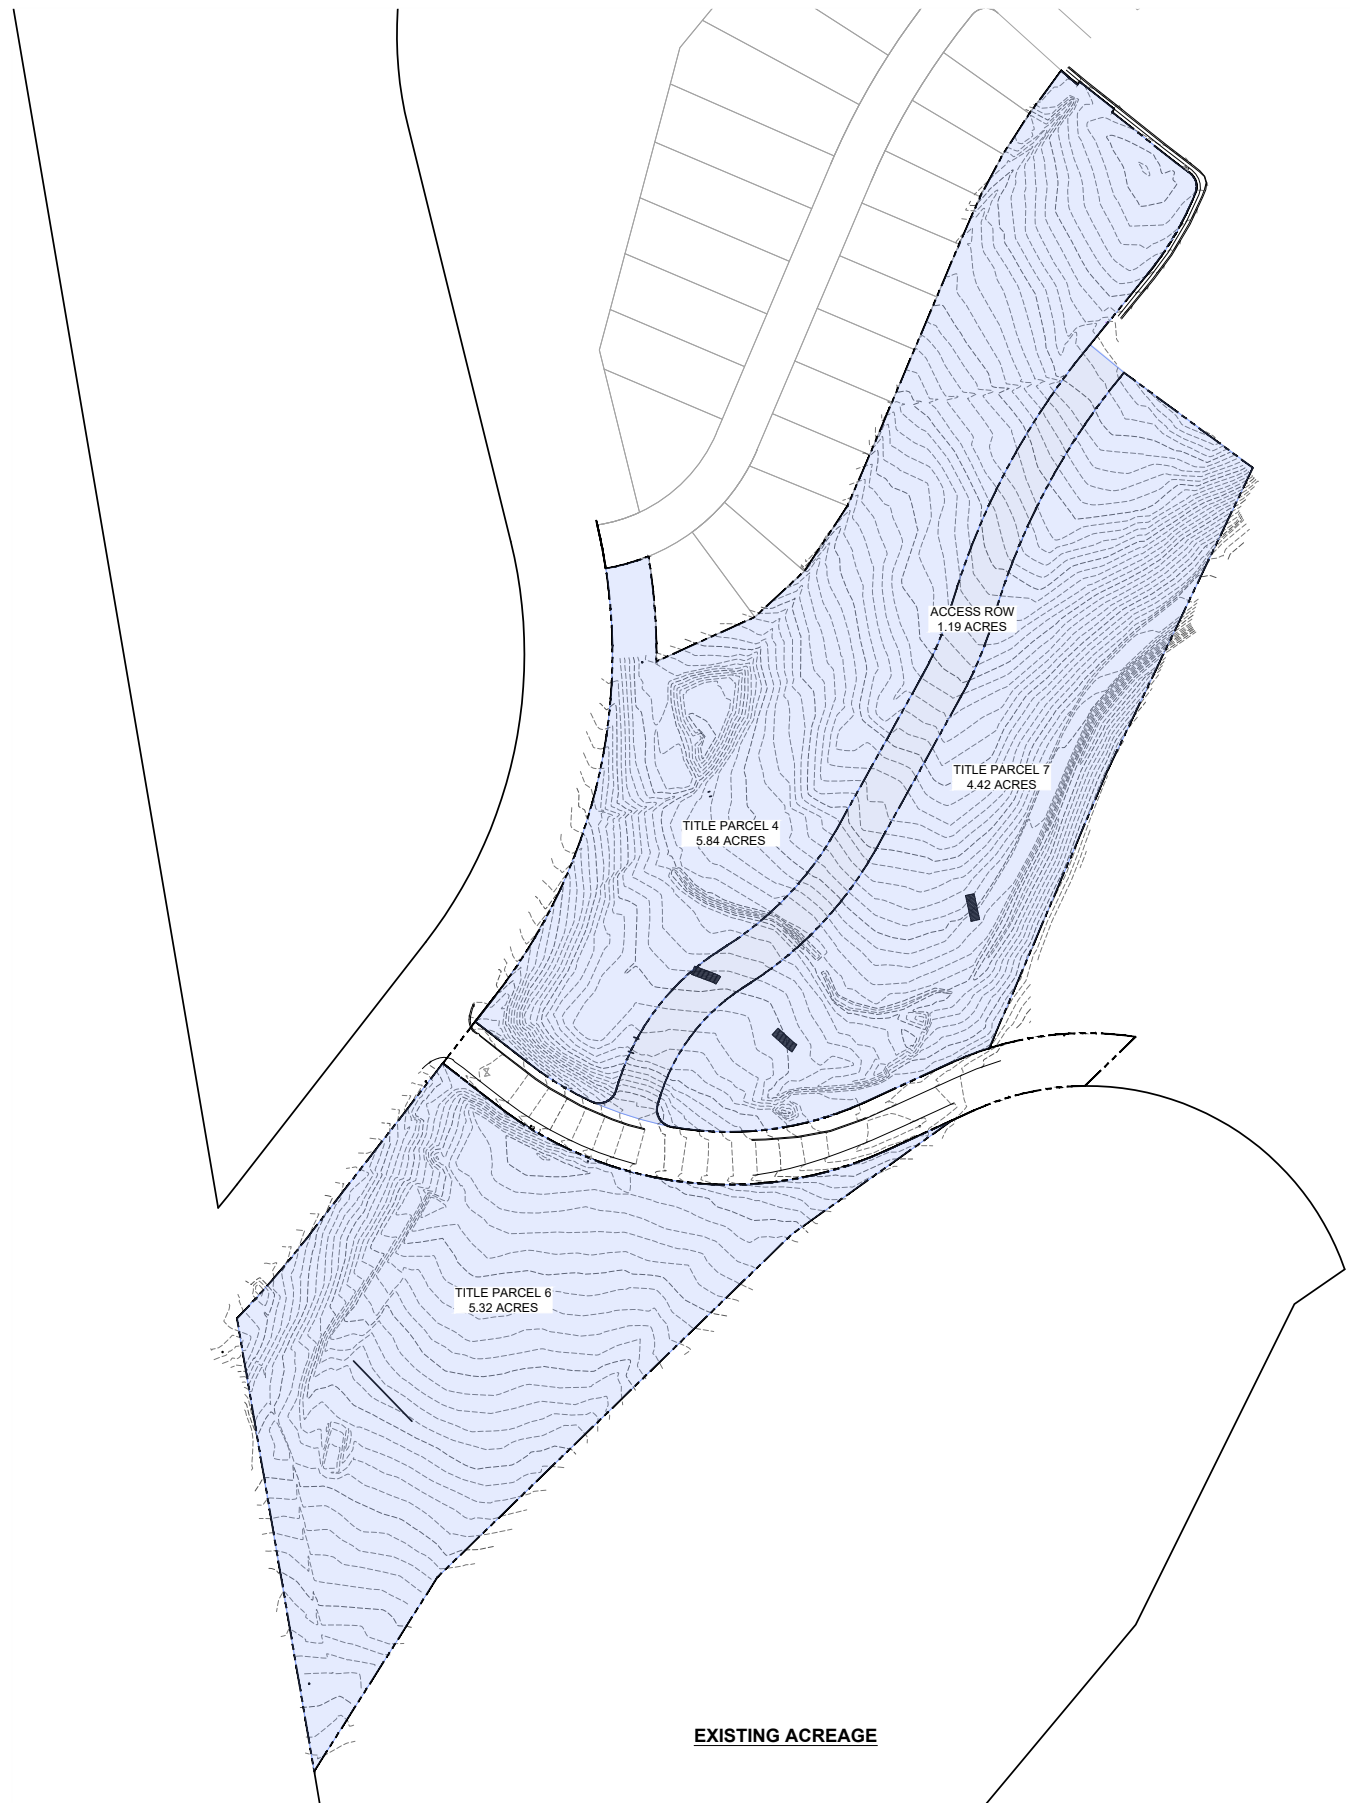 ACCESS ROW
1.19 ACRES
TITLE PARCEL 7
4.42 ACRES
TITLE PARCEL 4
5.84 ACRES
TITLE PARCEL 6
5.32 ACRES
EXISTING ACREAGE